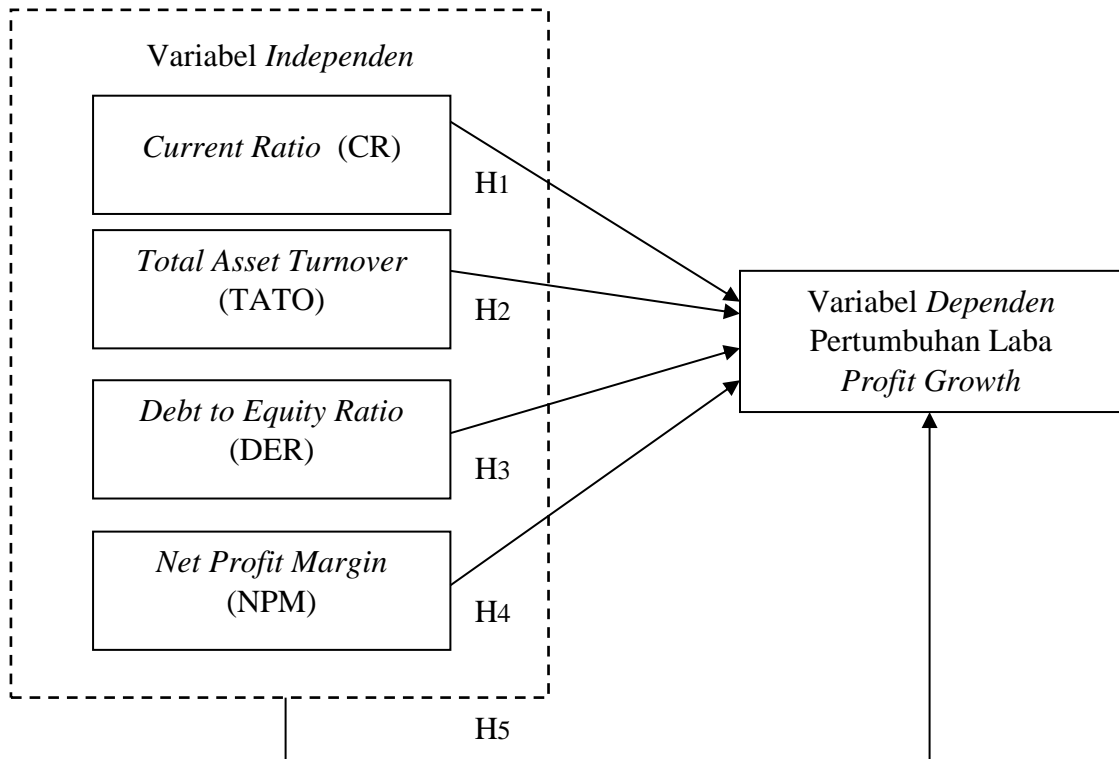 Variabel Independen
Current Ratio (CR)
H1
Total Asset Turnover
(TATO)
H2
Debt to Equity Ratio
(DER)
H3
Net Profit Margin
(NPM)
H4
Variabel Dependen
Pertumbuhan Laba
Profit Growth
H5